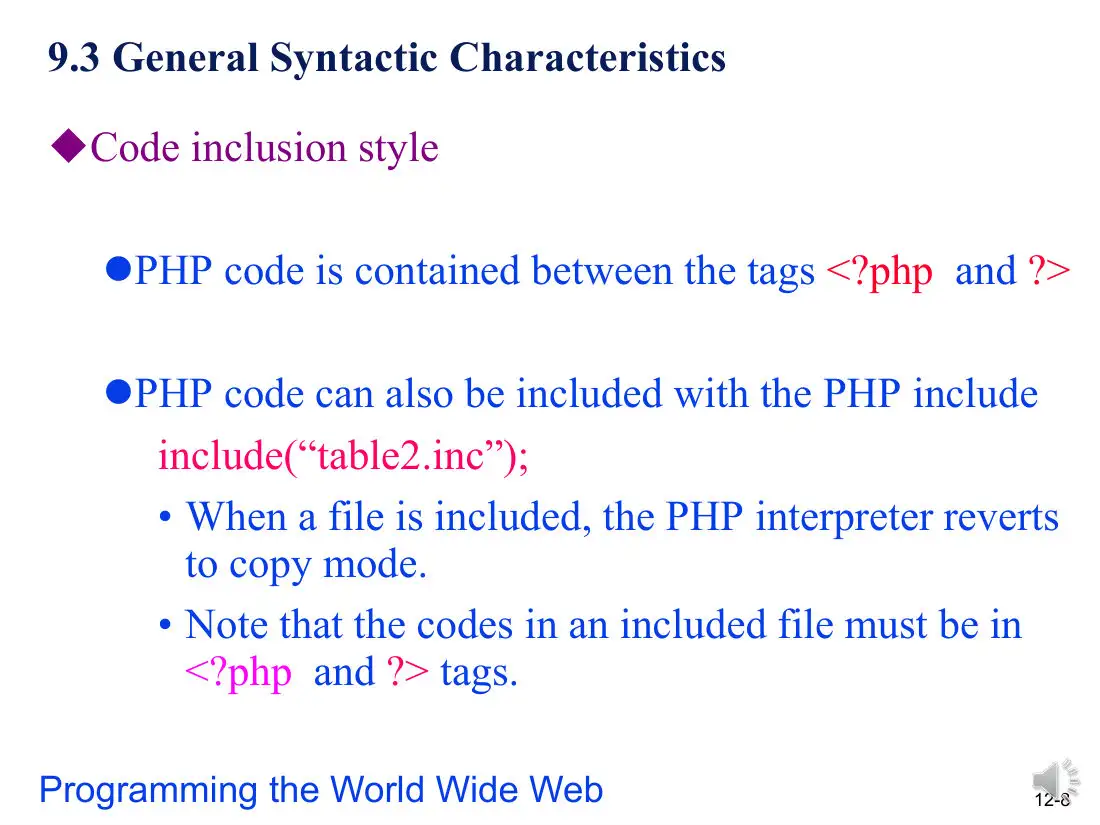 9.3 General Syntactic Characteristics
◆Code inclusion style
●PHP code is contained between the tags <?php and ?>
●PHP code can also be included with the PHP include
include(“table2.inc”);
• When a file is included, the PHP interpreter reverts
to copy mode.
• Note that the codes in an included file must be in
<?php and ?> tags.
Programming the World Wide Web
12-8